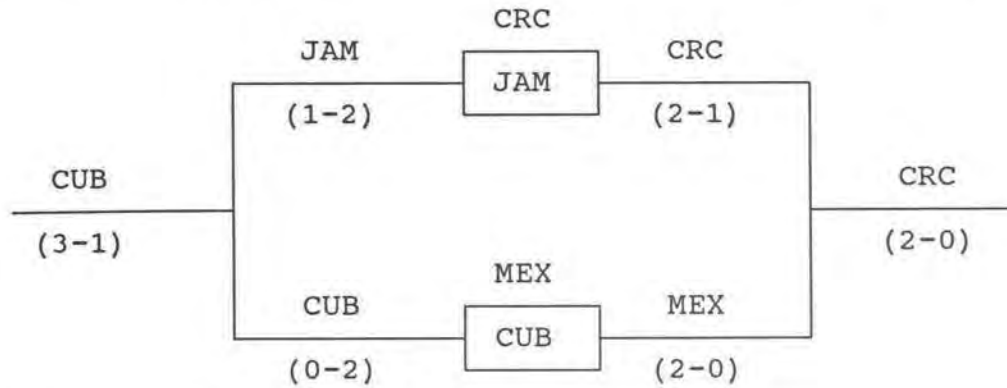 CRC
JAM JAM CRC
(1-2) (2-1)
CUB CRC
(3-1) (2-0)
MEX
CUB CUB MEX
(0-2) (2-0)